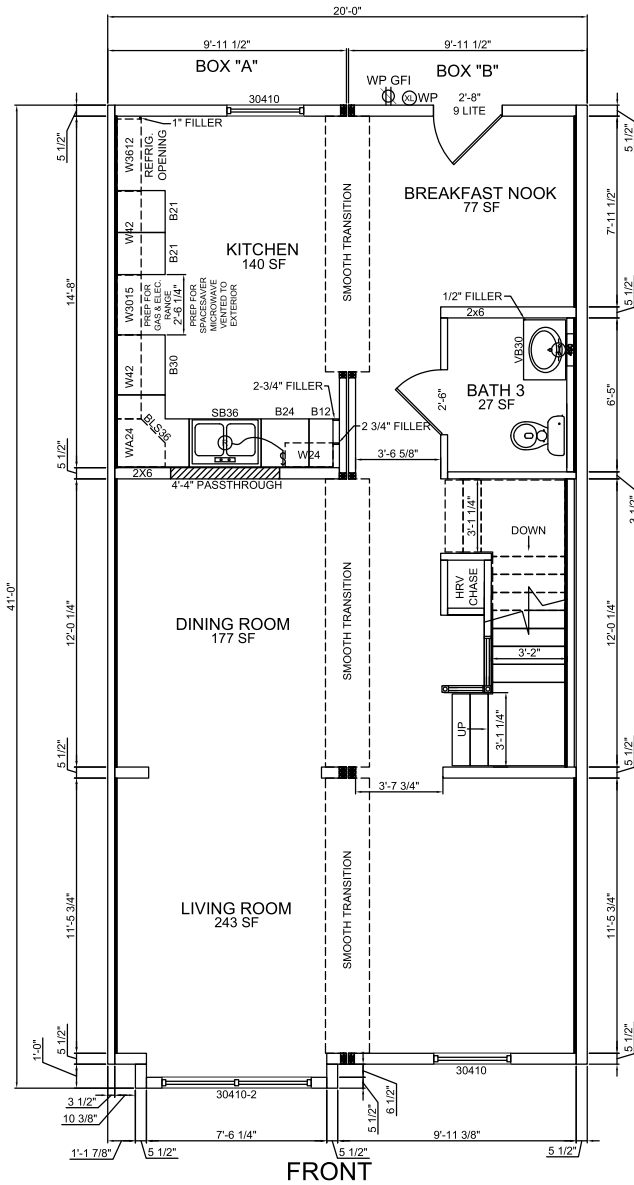 20'-0"
9'-11 1/2"
9'-11 1/2"
BOX "A"
BOX "B"
WP GFI
XL WP
2'-8"
9 LITE
30410
1" FILLER
5 1/2"
5 1/2"
W3612
REFRIG.
OPENING
BREAKFAST NOOK
77 SF
7'-11 1/2"
SMOOTH TRANSITION
B21
W42
B21
KITCHEN
140 SF
14'-8"
W3015
PREP FOR
GAS & ELEC.
RANGE
2'-6 1/4"
PREP FOR
SPACESAVER
MICROWAVE
VENTED TO
EXTERIOR
1/2" FILLER
2x6
5 1/2"
VB30
W42
B30
2-3/4" FILLER
2'-6"
BATH 3
27 SF
6'-5"
SB36
B24
B12
2 3/4" FILLER
WA24
BLS36
W24
3'-6 5/8"
5 1/2"
2X6
4'-4" PASSTHROUGH
3 1/2"
3'-1 1/4"
DOWN
HRV
CHASE
41'-0"
12'-0 1/4"
DINING ROOM
177 SF
SMOOTH TRANSITION
12'-0 1/4"
3'-2"
UP
3'-1 1/4"
5 1/2"
5 1/2"
3'-7 3/4"
11'-5 3/4"
LIVING ROOM
243 SF
SMOOTH TRANSITION
11'-5 3/4"
5 1/2"
5 1/2"
1'-0"
30410
30410-2
3 1/2"
10 3/8"
5 1/2"
6 1/2"
7'-6 1/4"
9'-11 3/8"
1'-1 7/8"
5 1/2"
5 1/2"
5 1/2"
FRONT